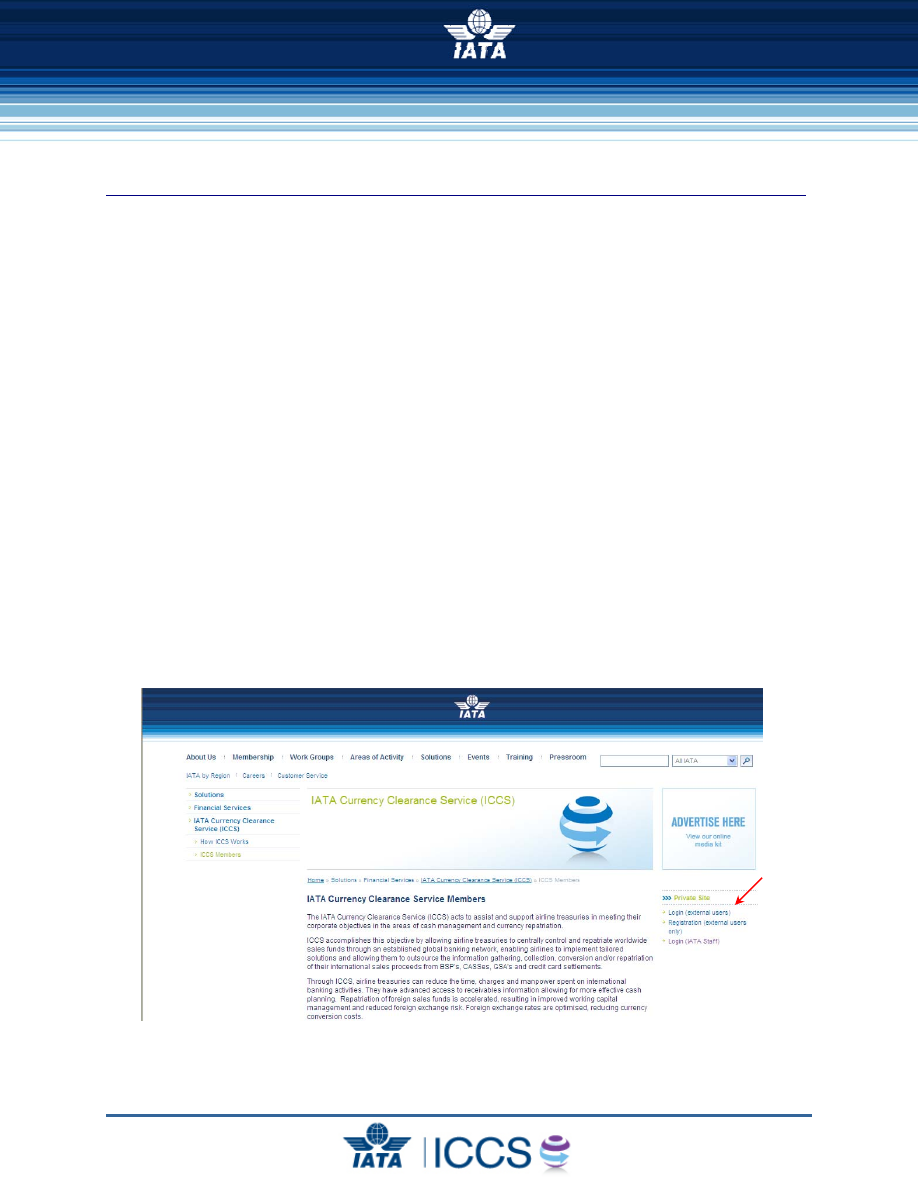 IATA
IATA
About Us
Membership
Work Groups
Areas of Activity
Solutions
Events
Training
Pressroom
All IATA
IATA by Region
Careers
Customer Service
Solutions
Financial Services
IATA Currency Clearance
Service (ICCS)
How ICCS Works
ICCS Members
IATA Currency Clearance Service (ICCS)
ADVERTISE HERE
View our online
media kit.
Home » Solutions » Financial Services » IATA Currency Clearance Service (ICCS) » ICCS Members
IATA Currency Clearance Service Members
The IATA Currency Clearance Service (ICCS) acts to assist and support airline treasuries in meeting their
corporate objectives in the areas of cash management and currency repatriation.
ICCS accomplishes this objective by allowing airline treasuries to centrally control and repatriate worldwide
sales funds through an established global banking network, enabling airlines to implement tailored
solutions and allowing them to outsource the information gathering, collection, conversion and/or repatriation
of their international sales proceeds from BSP's, CASSes, GSA's and credit card settlements.
Through ICCS, airline treasuries can reduce the time, charges and manpower spent on international
banking activities. They have advanced access to receivables information allowing for more effective cash
planning. Repatriation of foreign sales funds is accelerated, resulting in improved working capital
management and reduced foreign exchange risk. Foreign exchange rates are optimised, reducing currency
conversion costs.
Private Site
Login (external users)
Registration (external users
only)
Login (IATA Staff)
IATA | ICCS